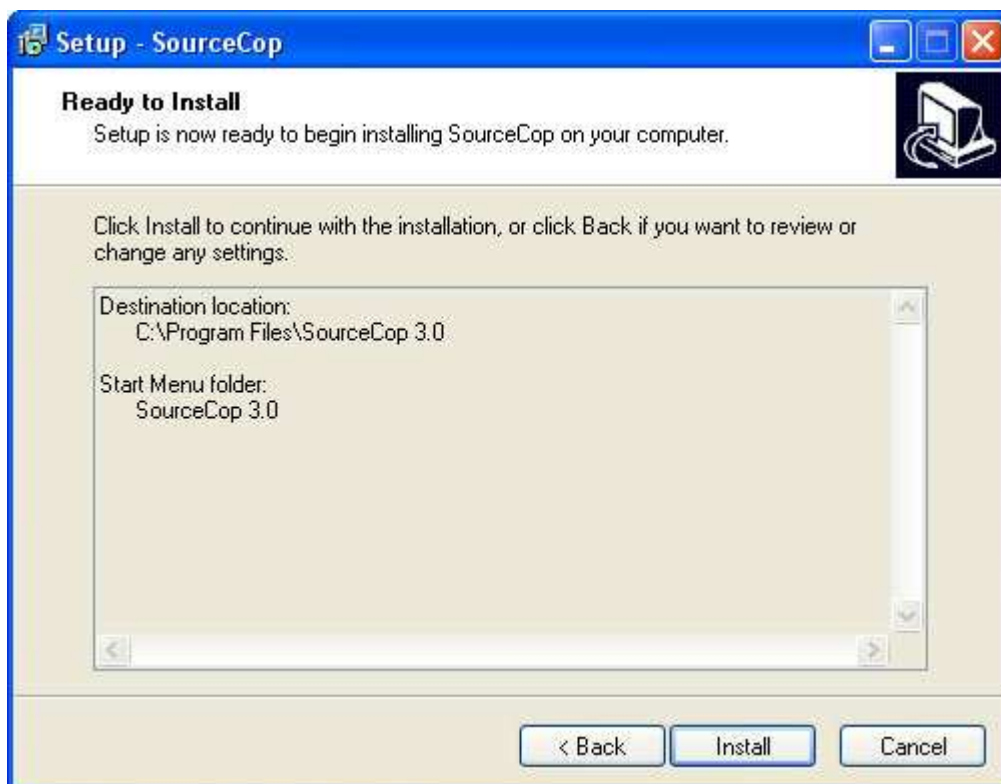 Setup - SourceCop
Ready to Install
Setup is now ready to begin installing SourceCop on your computer.
Click Install to continue with the installation, or click Back if you want to review or
change any settings.
Destination location:
C:\Program Files\SourceCop 3.0
Start Menu folder:
SourceCop 3.0
< Back
Install
Cancel